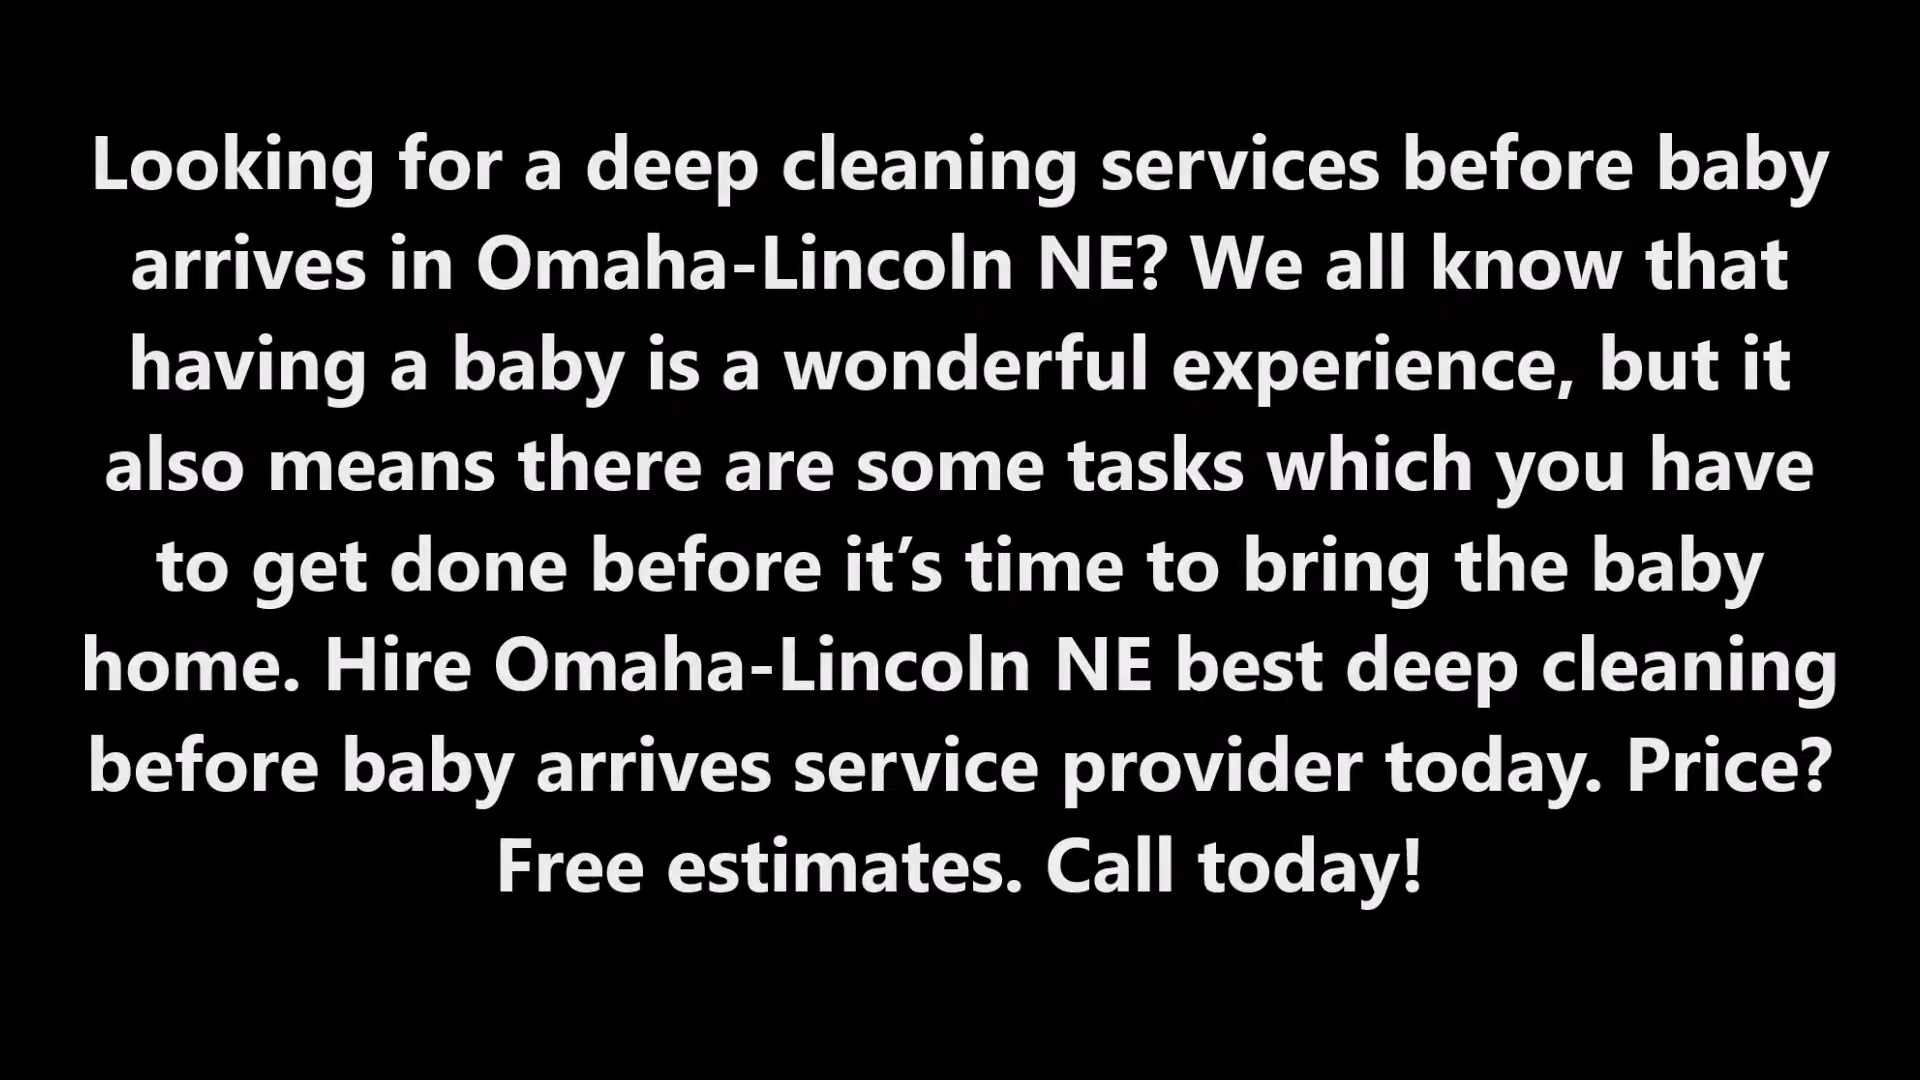 Looking for a deep cleaning services before baby
arrives in Omaha-Lincoln NE? We all know that
having a baby is a wonderful experience, but it
also means there are some tasks which you have
to get done before it’s time to bring the baby
home. Hire Omaha-Lincoln NE best deep cleaning
before baby arrives service provider today. Price?
Free estimates. Call today!